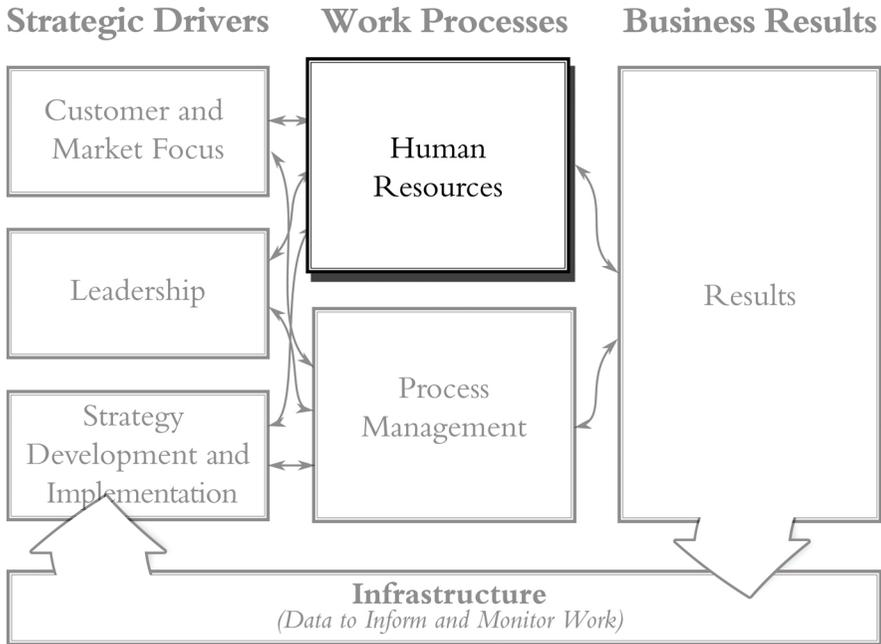 Strategic Drivers
Work Processes
Business Results
Customer and
Market Focus
Human
Resources
Leadership
Results
Strategy
Development and
Implementation
Process
Management
Infrastructure
(Data to Inform and Monitor Work)